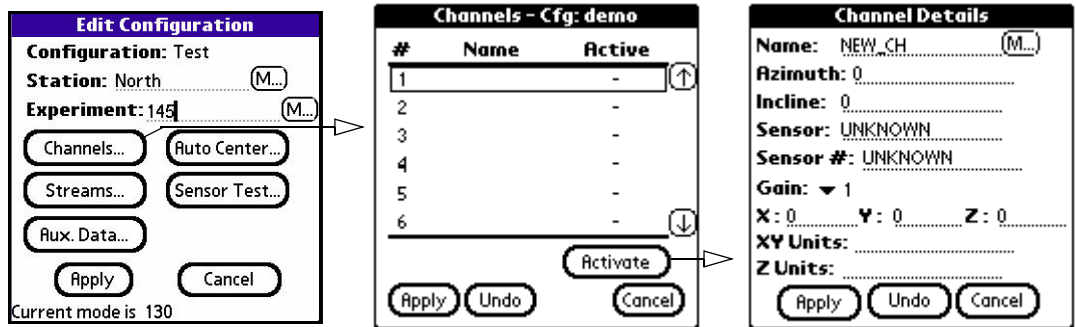 Edit Configuration
Configuration: Test
Station: North (M...)
Experiment: 145 (M...)
Channels... Auto Center...
Streams... Sensor Test...
Aux. Data...
Apply Cancel
Current mode is 130
Channels - Cfg: demo
# Name Active
1 -
2 -
3 -
4 -
5 -
6 -
Activate
Apply Undo Cancel
Channel Details
Name: NEW_CH (M...)
Azimuth: 0
Incline: 0
Sensor: UNKNOWN
Sensor #: UNKNOWN
Gain: 1
X: 0 Y: 0 Z: 0
XY Units:
Z Units:
Apply Undo Cancel